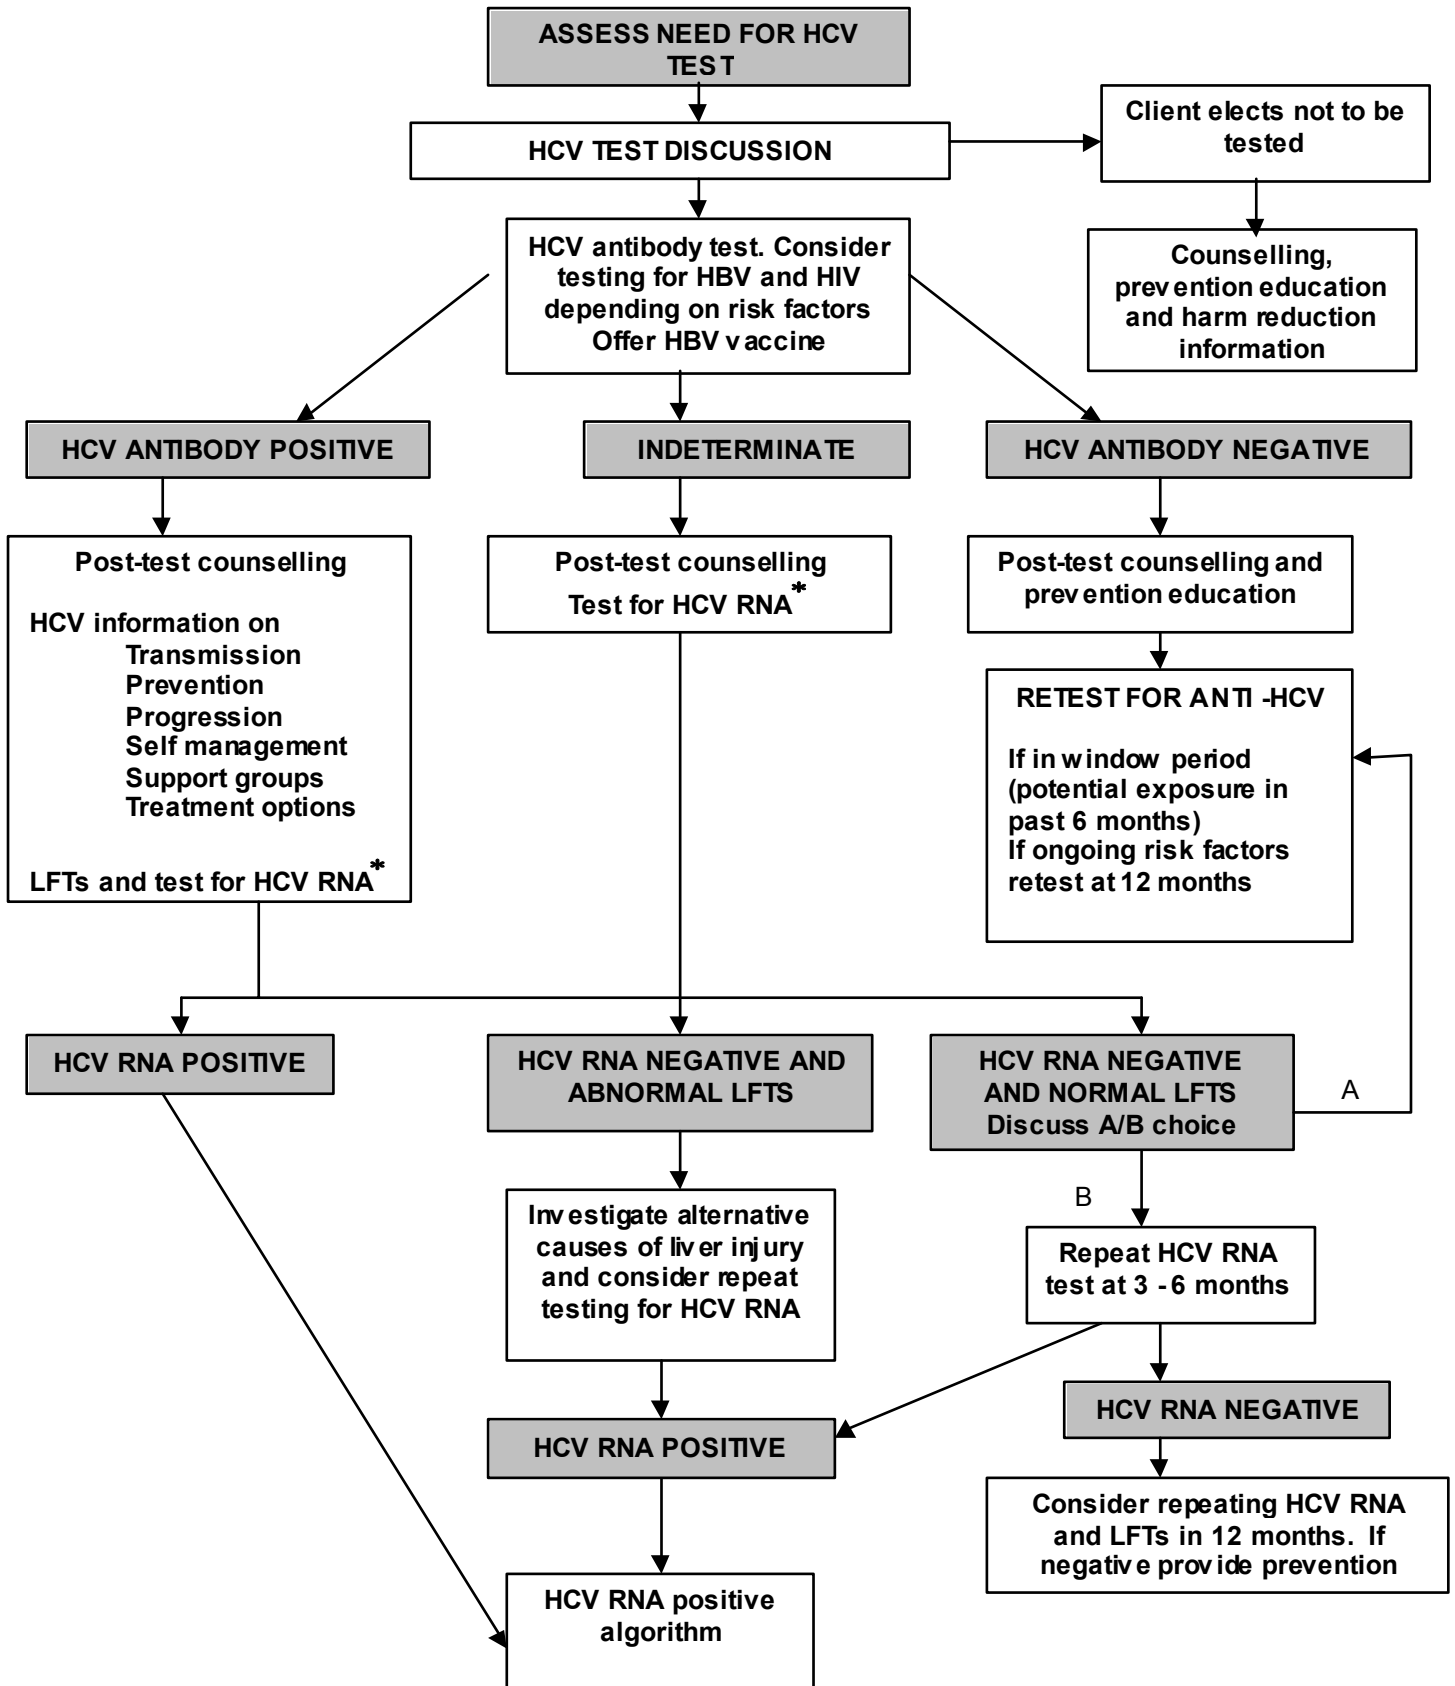 ASSESS NEED FOR HCV
TEST
HCV TEST DISCUSSION
Client elects not to be
tested
Counselling,
prevention education
and harm reduction
information
HCV antibody test. Consider
testing for HBV and HIV
depending on risk factors
Offer HBV vaccine
HCV ANTIBODY POSITIVE
INDETERMINATE
HCV ANTIBODY NEGATIVE
Post-test counselling
HCV information on
Transmission
Prevention
Progression
Self management
Support groups
Treatment options
LFTs and test for HCV RNA*
Post-test counselling
Test for HCV RNA*
Post-test counselling and
prevention education
RETEST FOR ANTI -HCV
If in window period
(potential exposure in
past 6 months)
If ongoing risk factors
retest at 12 months
HCV RNA POSITIVE
HCV RNA NEGATIVE AND
ABNORMAL LFTS
HCV RNA NEGATIVE
AND NORMAL LFTS
Discuss A/B choice
A
B
Investigate alternative
causes of liver injury
and consider repeat
testing for HCV RNA
Repeat HCV RNA
test at 3 - 6 months
HCV RNA POSITIVE
HCV RNA NEGATIVE
Consider repeating HCV RNA
and LFTs in 12 months. If
negative provide prevention
HCV RNA positive
algorithm